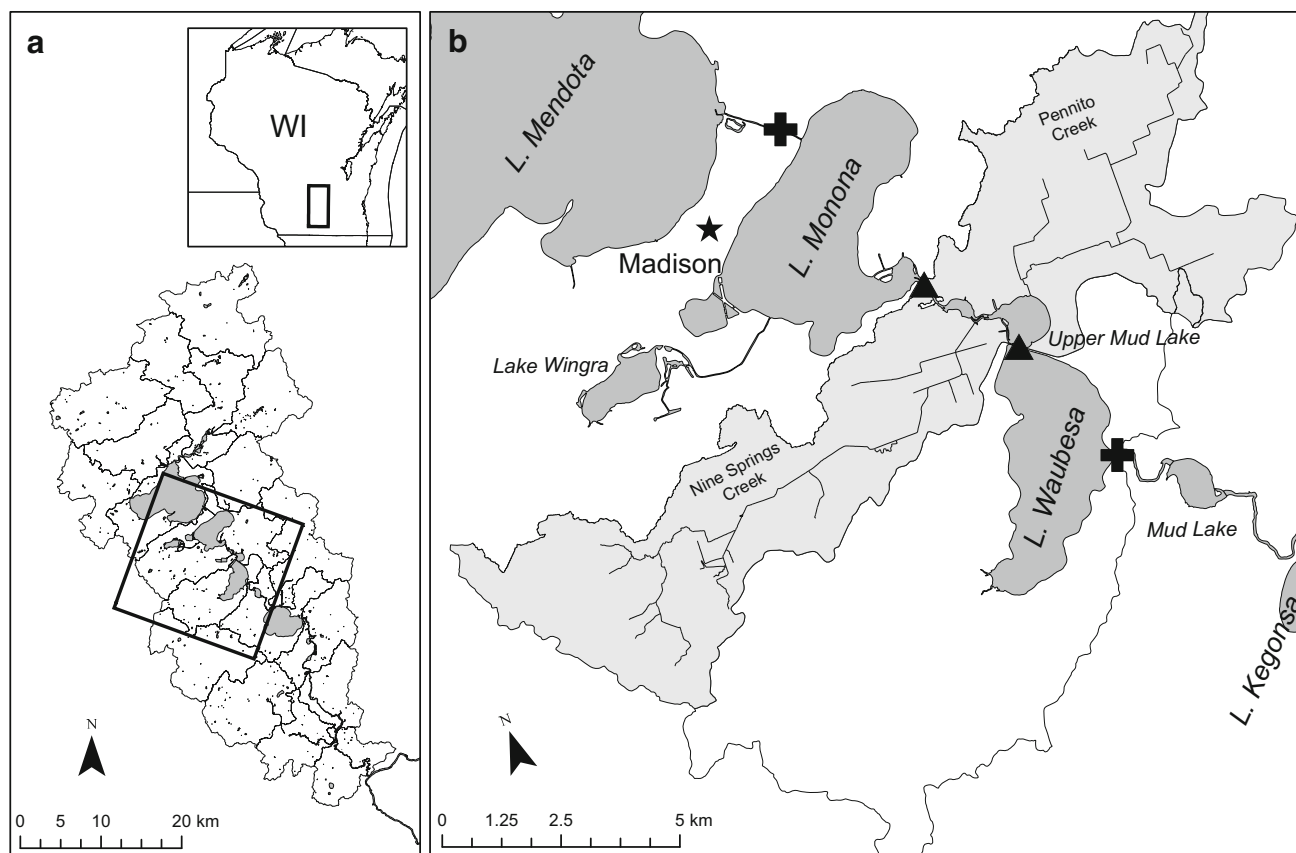 a
WI
N
0 5 10 20 km
b
L. Mendota
Pennito
Creek
L. Monona
Madison
Upper Mud Lake
Lake Wingra
L. Waubesa
Nine Springs
Creek
Mud Lake
L. Kegonsa
N
0 1.25 2.5 5 km